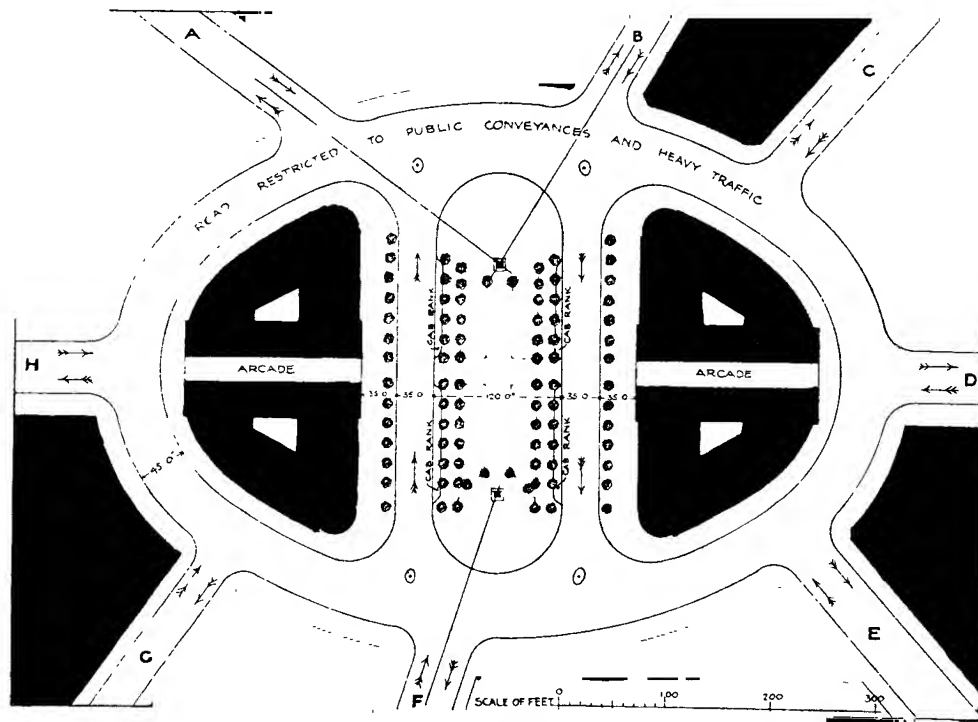 A
B
C
ROAD RESTRICTED TO PUBLIC CONVEYANCES AND HEAVY TRAFFIC
CAB RANK
CAB RANK
H
ARCADE
ARCADE
D
35.0
35.0
120.0"
35.0
35.0"
CAB RANK
CAB RANK
45.0"
G
E
F
SCALE OF FEET
0
100
200
300